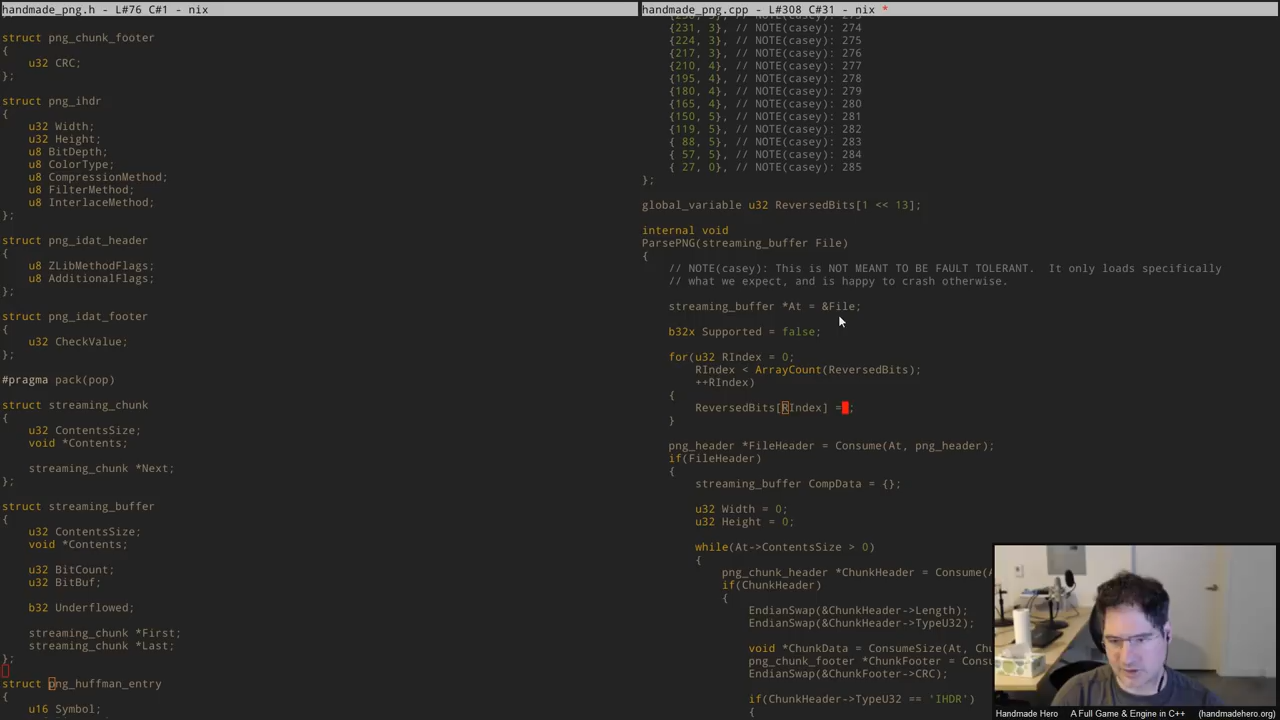 handmade_png.h - L#76 C#1 - nix
struct png_chunk_footer
{
u32 CRC;
};
struct png_ihdr
{
u32 Width;
u32 Height;
u8 BitDepth;
u8 ColorType;
u8 CompressionMethod;
u8 FilterMethod;
u8 InterlaceMethod;
};
struct png_idat_header
{
u8 ZLibMethodFlags;
u8 AdditionalFlags;
};
struct png_idat_footer
{
u32 CheckValue;
};
#pragma pack(pop)
struct streaming_chunk
{
u32 ContentsSize;
void *Contents;
streaming_chunk *Next;
};
struct streaming_buffer
{
u32 ContentsSize;
void *Contents;
u32 BitCount;
u32 BitBuf;
b32 Underflowed;
streaming_chunk *First;
streaming_chunk *Last;
};
struct png_huffman_entry
{
u16 Symbol;
handmade_png.cpp - L#308 C#31 - nix *
{231, 3}, // NOTE(casey): 274
{224, 3}, // NOTE(casey): 275
{217, 3}, // NOTE(casey): 276
{210, 4}, // NOTE(casey): 277
{195, 4}, // NOTE(casey): 278
{180, 4}, // NOTE(casey): 279
{165, 4}, // NOTE(casey): 280
{150, 5}, // NOTE(casey): 281
{119, 5}, // NOTE(casey): 282
{ 88, 5}, // NOTE(casey): 283
{ 57, 5}, // NOTE(casey): 284
{ 27, 0}, // NOTE(casey): 285
};
global_variable u32 ReversedBits[1 << 13];
internal void
ParsePNG(streaming_buffer File)
{
// NOTE(casey): This is NOT MEANT TO BE FAULT TOLERANT.  It only loads specifically
// what we expect, and is happy to crash otherwise.
streaming_buffer *At = &File;
b32x Supported = false;
for(u32 RIndex = 0;
RIndex < ArrayCount(ReversedBits);
++RIndex)
{
ReversedBits[RIndex] = ;
}
png_header *FileHeader = Consume(At, png_header);
if(FileHeader)
{
streaming_buffer CompData = {};
u32 Width = 0;
u32 Height = 0;
while(At->ContentsSize > 0)
{
png_chunk_header *ChunkHeader = Consume(
if(ChunkHeader)
{
EndianSwap(&ChunkHeader->Length);
EndianSwap(&ChunkHeader->TypeU32);
void *ChunkData = ConsumeSize(At,
png_chunk_footer *ChunkFooter =
EndianSwap(&ChunkFooter->CRC);
if(ChunkHeader->TypeU32 == 'IHDR')
{
Handmade Hero A Full Game & Engine in C++ (handmadehero.org)